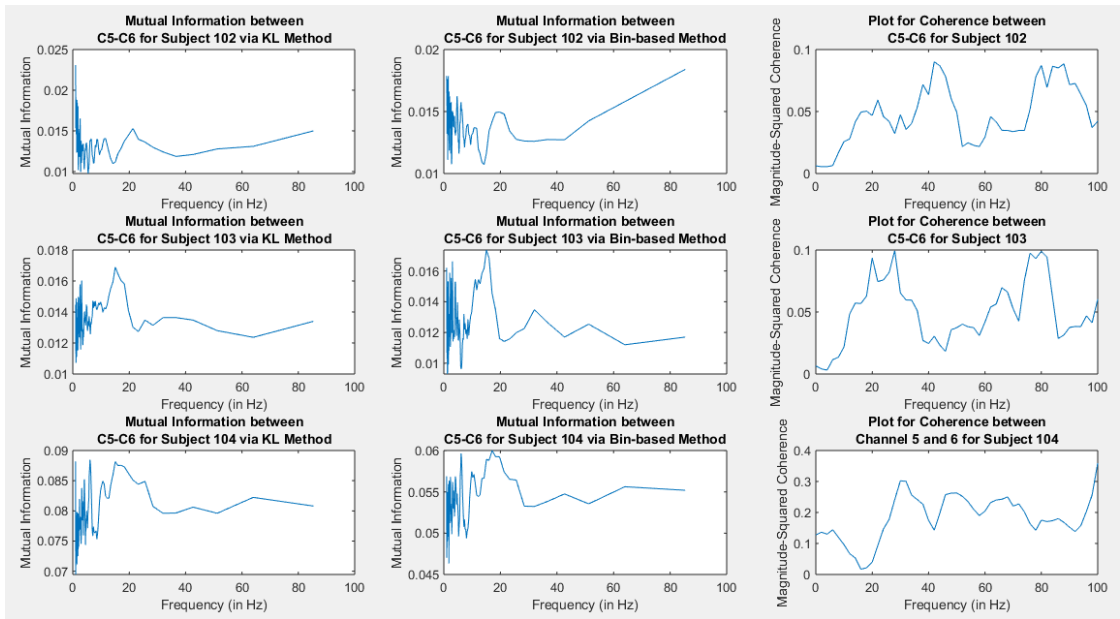 Mutual Information between
C5-C6 for Subject 102 via KL Method
Mutual Information
0.025
0.02
0.015
0.01
0 20 40 60 80 100
Frequency (in Hz)
Mutual Information between
C5-C6 for Subject 102 via Bin-based Method
Mutual Information
0.02
0.015
0.01
0 20 40 60 80 100
Frequency (in Hz)
Plot for Coherence between
C5-C6 for Subject 102
Magnitude-Squared Coherence
0.1
0.05
0
0 20 40 60 80 100
Frequency (in Hz)
Mutual Information between
C5-C6 for Subject 103 via KL Method
Mutual Information
0.018
0.016
0.014
0.012
0.01
0 20 40 60 80 100
Frequency (in Hz)
Mutual Information between
C5-C6 for Subject 103 via Bin-based Method
Mutual Information
0.016
0.014
0.012
0.01
0 20 40 60 80 100
Frequency (in Hz)
Plot for Coherence between
C5-C6 for Subject 103
Magnitude-Squared Coherence
0.1
0.05
0
0 20 40 60 80 100
Frequency (in Hz)
Mutual Information between
C5-C6 for Subject 104 via KL Method
Mutual Information
0.09
0.085
0.08
0.075
0.07
0 20 40 60 80 100
Frequency (in Hz)
Mutual Information between
C5-C6 for Subject 104 via Bin-based Method
Mutual Information
0.06
0.055
0.05
0.045
0 20 40 60 80 100
Frequency (in Hz)
Plot for Coherence between
Channel 5 and 6 for Subject 104
Magnitude-Squared Coherence
0.4
0.3
0.2
0.1
0
0 20 40 60 80 100
Frequency (in Hz)